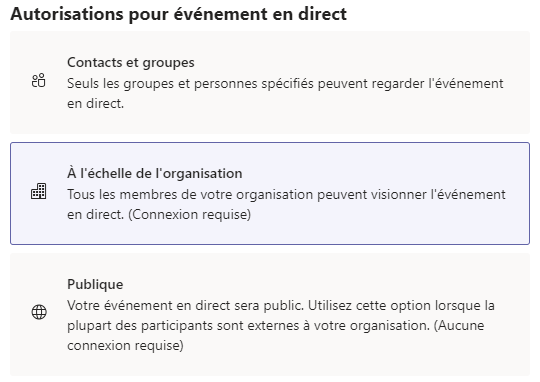 Autorisations pour événement en direct
Contacts et groupes
Seuls les groupes et personnes spécifiés peuvent regarder l'événement
en direct.
À l'échelle de l'organisation
Tous les membres de votre organisation peuvent visionner l'événement
en direct. (Connexion requise)
Publique
Votre événement en direct sera public. Utilisez cette option lorsque la
plupart des participants sont externes à votre organisation. (Aucune
connexion requise)